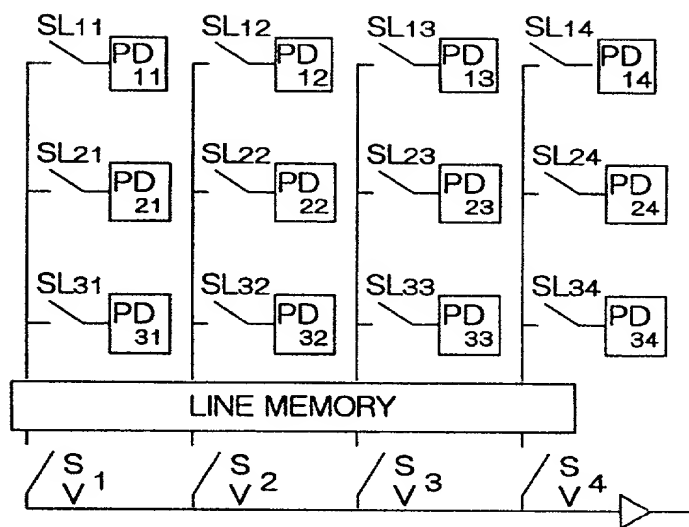 SL11 SL12 SL13 SL14
PD 11 PD 12 PD 13 PD 14
SL21 SL22 SL23 SL24
PD 21 PD 22 PD 23 PD 24
SL31 SL32 SL33 SL34
PD 31 PD 32 PD 33 PD 34
LINE MEMORY
SV1 SV2 SV3 SV4